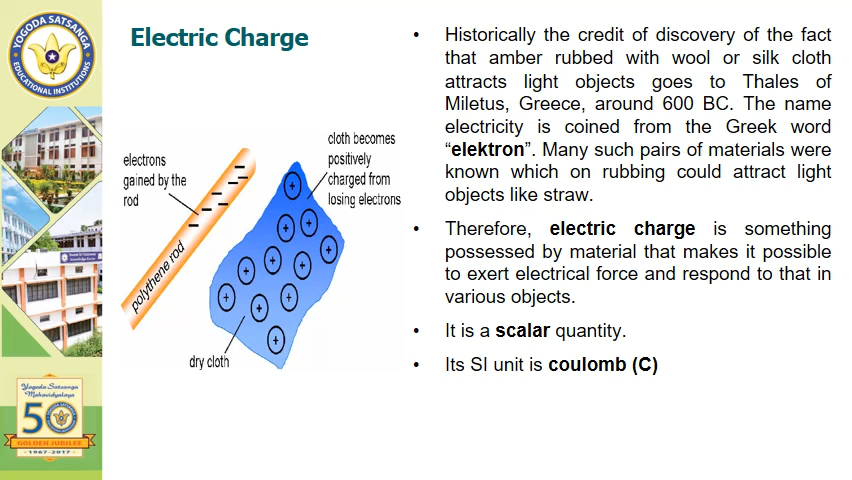 YOGODA SATSANGA
EDUCATIONAL INSTITUTIONS
Electric Charge
electrons
gained by the
rod
cloth becomes
positively
charged from
losing electrons
polythene rod
dry cloth
• Historically the credit of discovery of the fact
that amber rubbed with wool or silk cloth
attracts light objects goes to Thales of
Miletus, Greece, around 600 BC. The name
electricity is coined from the Greek word
“elektron”. Many such pairs of materials were
known which on rubbing could attract light
objects like straw.
• Therefore, electric charge is something
possessed by material that makes it possible
to exert electrical force and respond to that in
various objects.
• It is a scalar quantity.
• Its SI unit is coulomb (C)
Yogoda Satsanga
Mahavidyalaya
50
GOLDEN JUBILEE
1967-2017